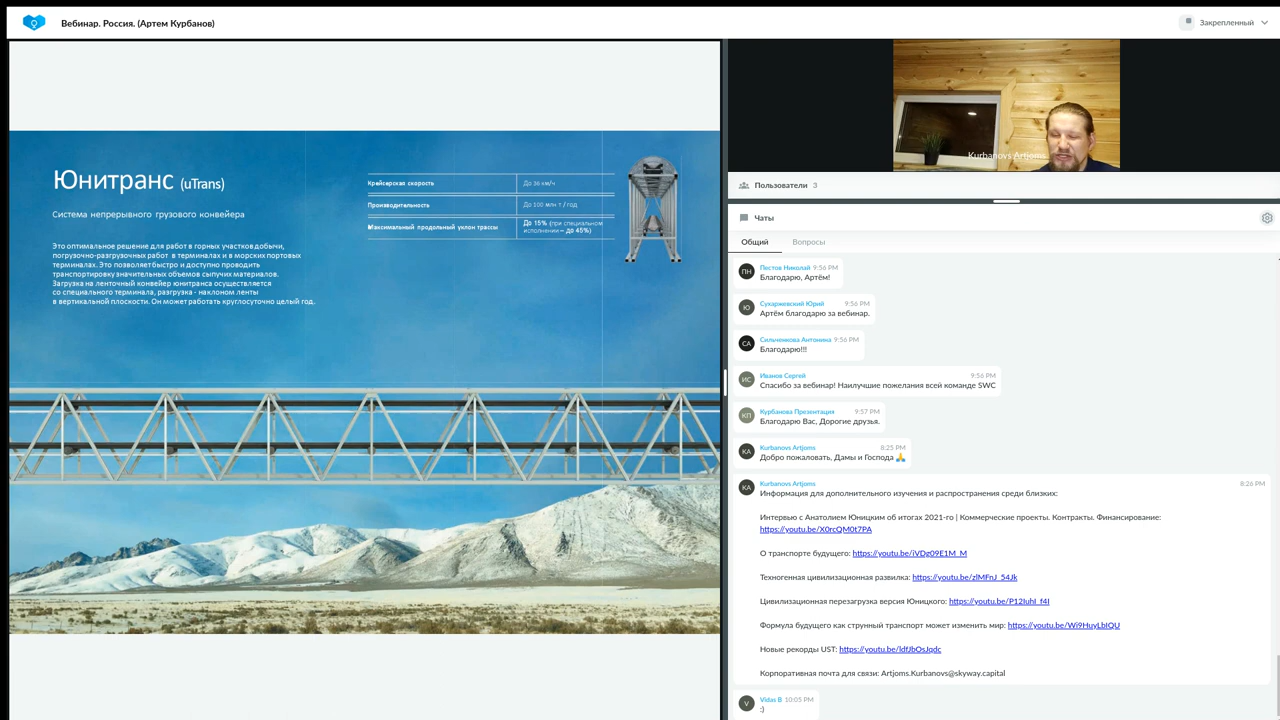 Вебинар. Россия. (Артем Курбанов)
Закрепленный
Юнитранс (uTrans)
Система непрерывного грузового конвейера
Это оптимальное решение для работ в горных участков добычи,
погрузочно-разгрузочных работ в терминалах и в морских портовых
терминалах. Это позволяет быстро и доступно проводить
транспортировку значительных объемов сыпучих материалов.
Загрузка на ленточный конвейер юнитранса осуществляется
со специального терминала, разгрузка - наклоном ленты
в вертикальной плоскости. Он может работать круглосуточно целый год.
Крейсерская скорость До 36 км/ч
Производительность До 100 млн т / год
Максимальный продольный уклон трассы До 15% (при специальном
исполнении – до 45%)
Kurbanovs Artjoms
Пользователи 3
Чаты
Общий Вопросы
ПН Пестов Николай 9:56 PM
Благодарю, Артём!
Ю Сухаржевский Юрий 9:56 PM
Артём благодарю за вебинар.
СА Сильченкова Антонина 9:56 PM
Благодарю!!!
ИС Иванов Сергей 9:56 PM
Спасибо за вебинар! Наилучшие пожелания всей команде SWC
КП Курбанова Презентация 9:57 PM
Благодарю Вас, Дорогие друзья.
KA Kurbanovs Artjoms 8:25 PM
Добро пожаловать, Дамы и Господа 🙏
KA Kurbanovs Artjoms 8:26 PM
Информация для дополнительного изучения и распространения среди близких:
Интервью с Анатолием Юницким об итогах 2021-го | Коммерческие проекты. Контракты. Финансирование:
https://youtu.be/X0rcQM0t7PA
О транспорте будущего: https://youtu.be/iVDg09E1M_M
Техногенная цивилизационная развилка: https://youtu.be/zlMFnJ_54Jk
Цивилизационная перезагрузка версия Юницкого: https://youtu.be/P12IuhI_f4I
Формула будущего как струнный транспорт может изменить мир: https://youtu.be/Wi9HuyLbIQU
Новые рекорды UST: https://youtu.be/ldfJbOsJqdc
Корпоративная почта для связи: Artjoms.Kurbanovs@skyway.capital
V Vidas B 10:05 PM
:)